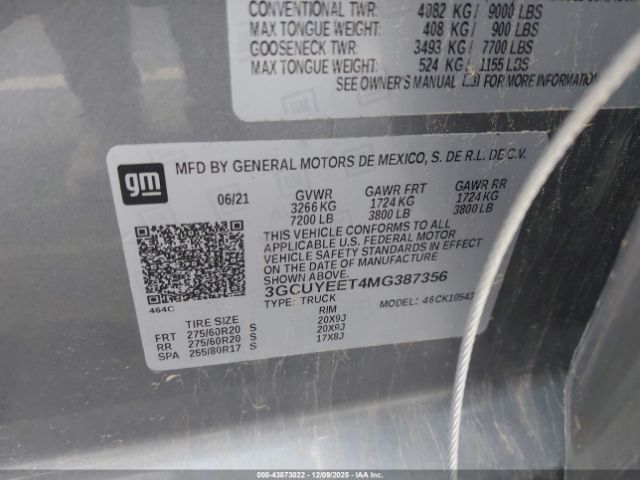 CONVENTIONAL TWR: 4082 KG/ 9000 LBS
MAX TONGUE WEIGHT: 408 KG/ 900 LBS
GOOSENECK TWR: 3493 KG/ 7700 LBS
MAX TONGUE WEIGHT: 524 KG/ 1155 LBS
SEE OWNER'S MANUAL FOR MORE INFORMATION
gm
MFD BY GENERAL MOTORS DE MEXICO, S. DE R.L. DE C.V.
06/21 GVWR GAWR FRT GAWR RR
3266 KG 1724 KG 1724 KG
7200 LB 3800 LB 3800 LB
THIS VEHICLE CONFORMS TO ALL
APPLICABLE U.S. FEDERAL MOTOR
VEHICLE SAFETY STANDARDS IN EFFECT
ON THE DATE OF MANUFACTURE
SHOWN ABOVE.
3GCUYEET4MG387356
TYPE: TRUCK MODEL: 46CK10543
464C
TIRE SIZE RIM
FRT 275/60R20 S 20X9J
RR 275/60R20 S 20X9J
SPA 255/80R17 S 17X8J
000-43873022 - 12/09/2025 - IAAI.COM